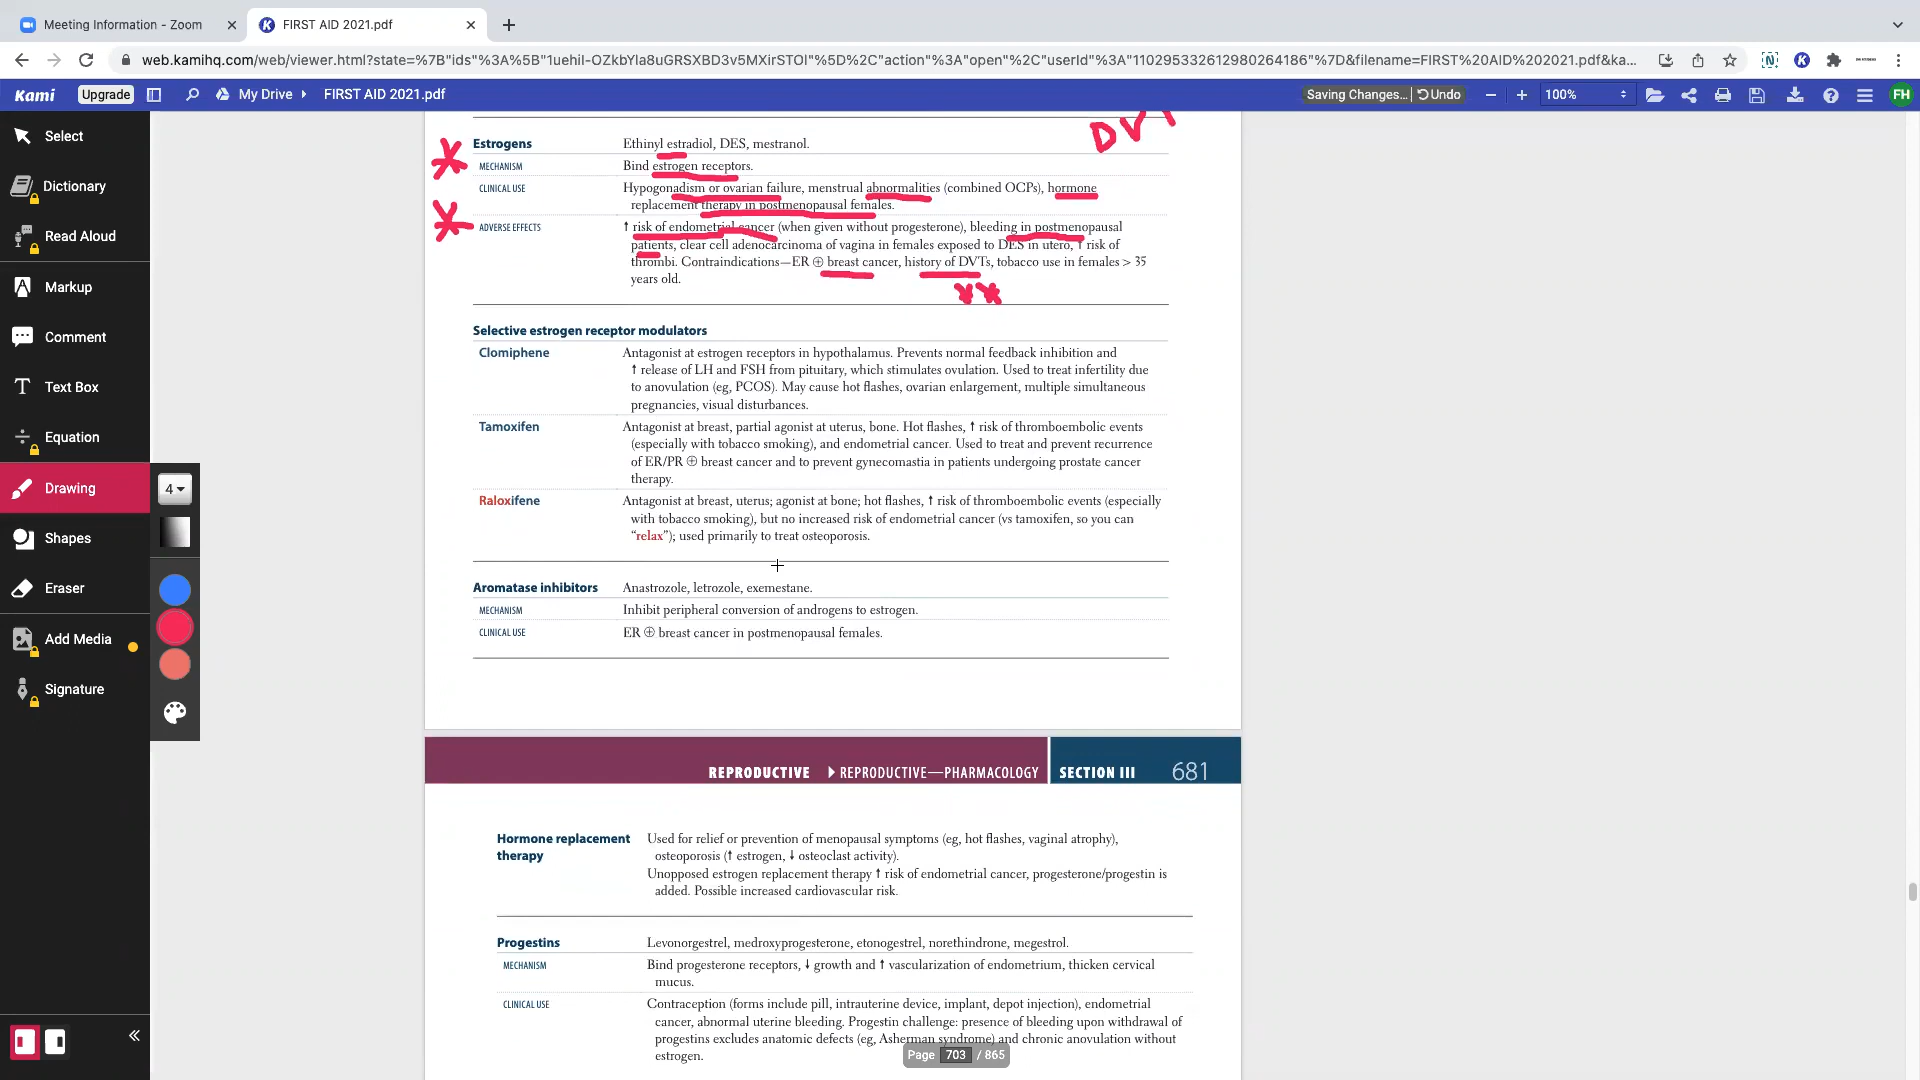 Meeting Information - Zoom
FIRST AID 2021.pdf
web.kamihq.com/web/viewer.html?state=%7B"ids"%3A%5B"1uehiI-OZkbYla8uGRSXBD3v5MXirSTOI"%5D%2C"action"%3A"open"%2C"userId"%3A"110295332612980264186"%7D&filename=FIRST%20AID%202021.pdf&ka...
Kami
Upgrade
My Drive
FIRST AID 2021.pdf
Saving Changes... | Undo
100%
FH
Select
Dictionary
Read Aloud
Markup
Comment
Text Box
Equation
Drawing
4
Shapes
Eraser
Add Media
Signature
DVT
Estrogens Ethinyl estradiol, DES, mestranol.
MECHANISM Bind estrogen receptors.
CLINICAL USE Hypogonadism or ovarian failure, menstrual abnormalities (combined OCPs), hormone
replacement therapy in postmenopausal females.
ADVERSE EFFECTS ↑ risk of endometrial cancer (when given without progesterone), bleeding in postmenopausal
patients, clear cell adenocarcinoma of vagina in females exposed to DES in utero, ↑ risk of
thrombi. Contraindications—ER ⊕ breast cancer, history of DVTs, tobacco use in females > 35
years old.
Selective estrogen receptor modulators
Clomiphene Antagonist at estrogen receptors in hypothalamus. Prevents normal feedback inhibition and
↑ release of LH and FSH from pituitary, which stimulates ovulation. Used to treat infertility due
to anovulation (eg, PCOS). May cause hot flashes, ovarian enlargement, multiple simultaneous
pregnancies, visual disturbances.
Tamoxifen Antagonist at breast, partial agonist at uterus, bone. Hot flashes, ↑ risk of thromboembolic events
(especially with tobacco smoking), and endometrial cancer. Used to treat and prevent recurrence
of ER/PR ⊕ breast cancer and to prevent gynecomastia in patients undergoing prostate cancer
therapy.
Raloxifene Antagonist at breast, uterus; agonist at bone; hot flashes, ↑ risk of thromboembolic events (especially
with tobacco smoking), but no increased risk of endometrial cancer (vs tamoxifen, so you can
“relax”); used primarily to treat osteoporosis.
Aromatase inhibitors Anastrozole, letrozole, exemestane.
MECHANISM Inhibit peripheral conversion of androgens to estrogen.
CLINICAL USE ER ⊕ breast cancer in postmenopausal females.
REPRODUCTIVE ▶ REPRODUCTIVE—PHARMACOLOGY SECTION III 681
Hormone replacement therapy Used for relief or prevention of menopausal symptoms (eg, hot flashes, vaginal atrophy),
osteoporosis (↑ estrogen, ↓ osteoclast activity).
Unopposed estrogen replacement therapy ↑ risk of endometrial cancer, progesterone/progestin is
added. Possible increased cardiovascular risk.
Progestins Levonorgestrel, medroxyprogesterone, etonogestrel, norethindrone, megestrol.
MECHANISM Bind progesterone receptors, ↓ growth and ↑ vascularization of endometrium, thicken cervical
mucus.
CLINICAL USE Contraception (forms include pill, intrauterine device, implant, depot injection), endometrial
cancer, abnormal uterine bleeding. Progestin challenge: presence of bleeding upon withdrawal of
progestins excludes anatomic defects (eg, Asherman syndrome) and chronic anovulation without
estrogen.
Page 703 / 865